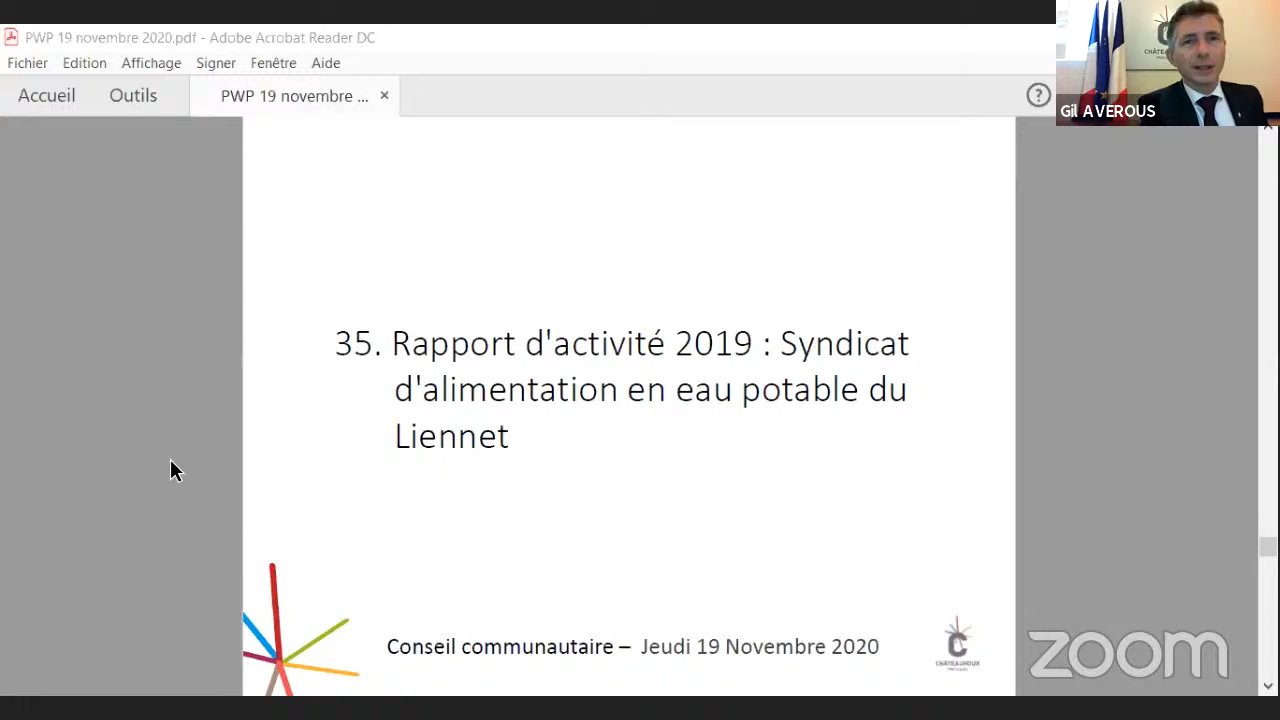 PWP 19 novembre 2020.pdf - Adobe Acrobat Reader DC
Fichier Edition Affichage Signer Fenêtre Aide
Accueil Outils PWP 19 novembre ... × ?
CHÂTE
Gil AVEROUS
35. Rapport d'activité 2019 : Syndicat
d'alimentation en eau potable du
Liennet
Conseil communautaire – Jeudi 19 Novembre 2020
CHÂTEAUROUX
zoom